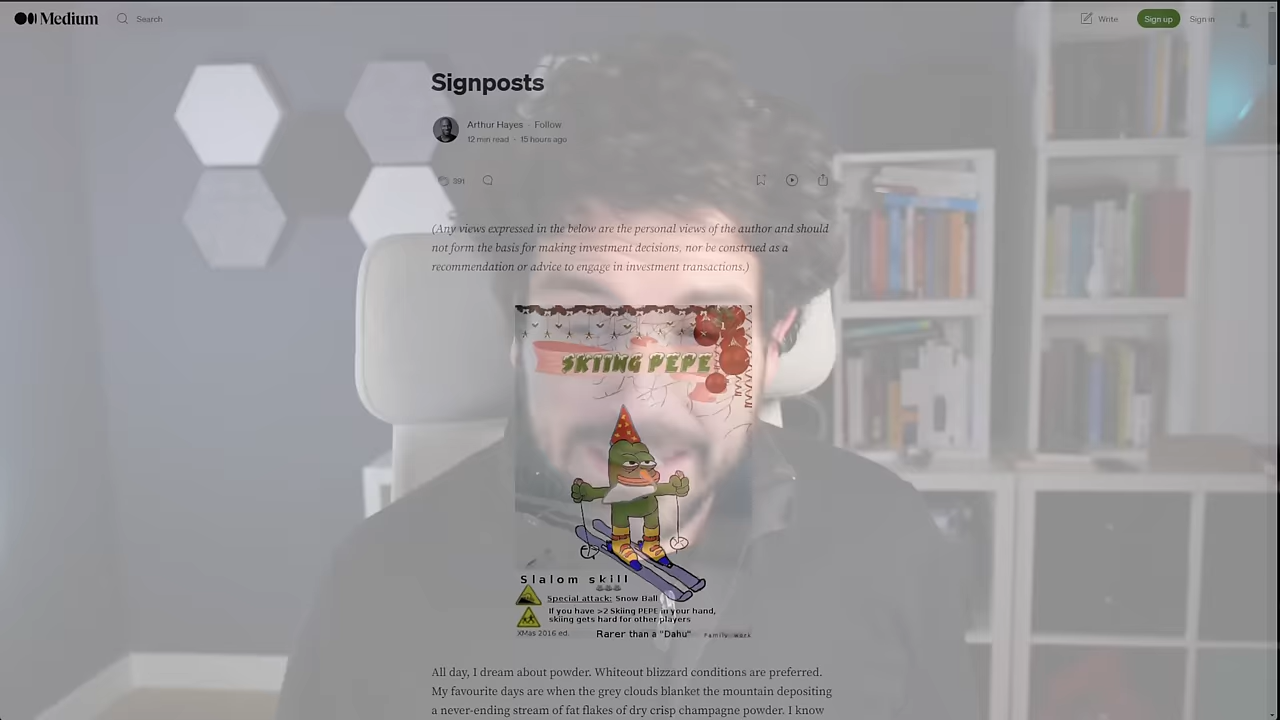 Medium
Search
Write
Sign up
Sign in
Signposts
Arthur Hayes · Follow
12 min read · 15 hours ago
391
(Any views expressed in the below are the personal views of the author and should
not form the basis for making investment decisions, nor be construed as a
recommendation or advice to engage in investment transactions.)
SKIING PEPE
Slalom skill
Special attack: Snow Ball
If you have >2 Skiing PEPE in your hand,
skiing gets hard for other players
XMas 2016 ed.
Rarer than a "Dahu"
Family work
All day, I dream about powder. Whiteout blizzard conditions are preferred.
My favourite days are when the grey clouds blanket the mountain depositing
a never-ending stream of fat flakes of dry crisp champagne powder. I know